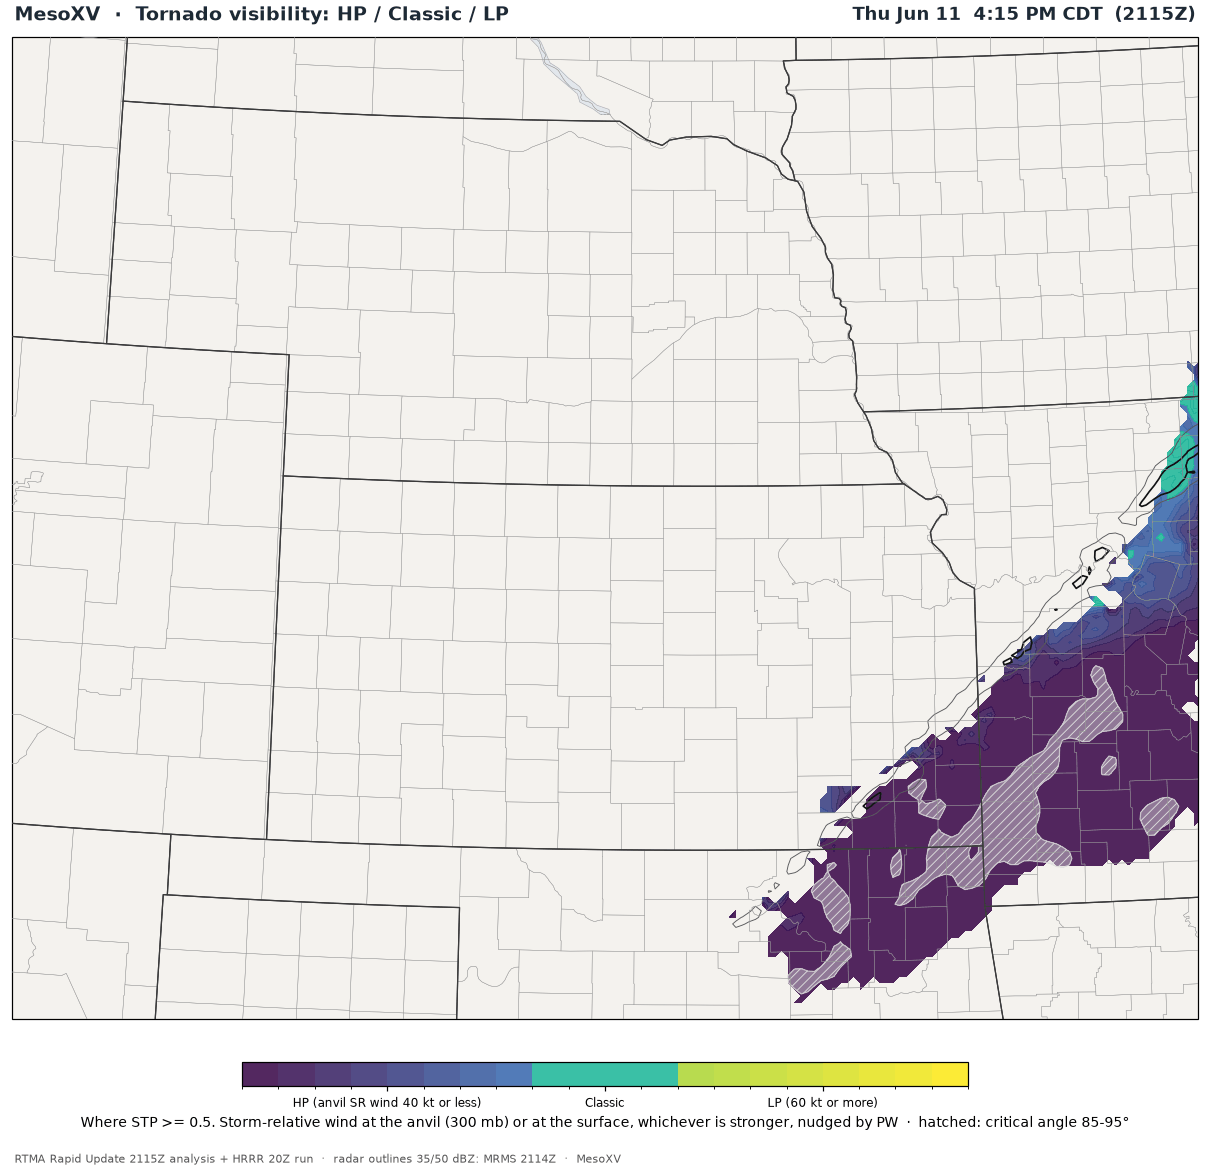 MesoXV · Tornado visibility: HP / Classic / LP
Thu Jun 11 4:15 PM CDT (2115Z)
HP (anvil SR wind 40 kt or less)
Classic
LP (60 kt or more)
Where STP >= 0.5. Storm-relative wind at the anvil (300 mb) or at the surface, whichever is stronger, nudged by PW · hatched: critical angle 85-95°
RTMA Rapid Update 2115Z analysis + HRRR 20Z run · radar outlines 35/50 dBZ: MRMS 2114Z · MesoXV